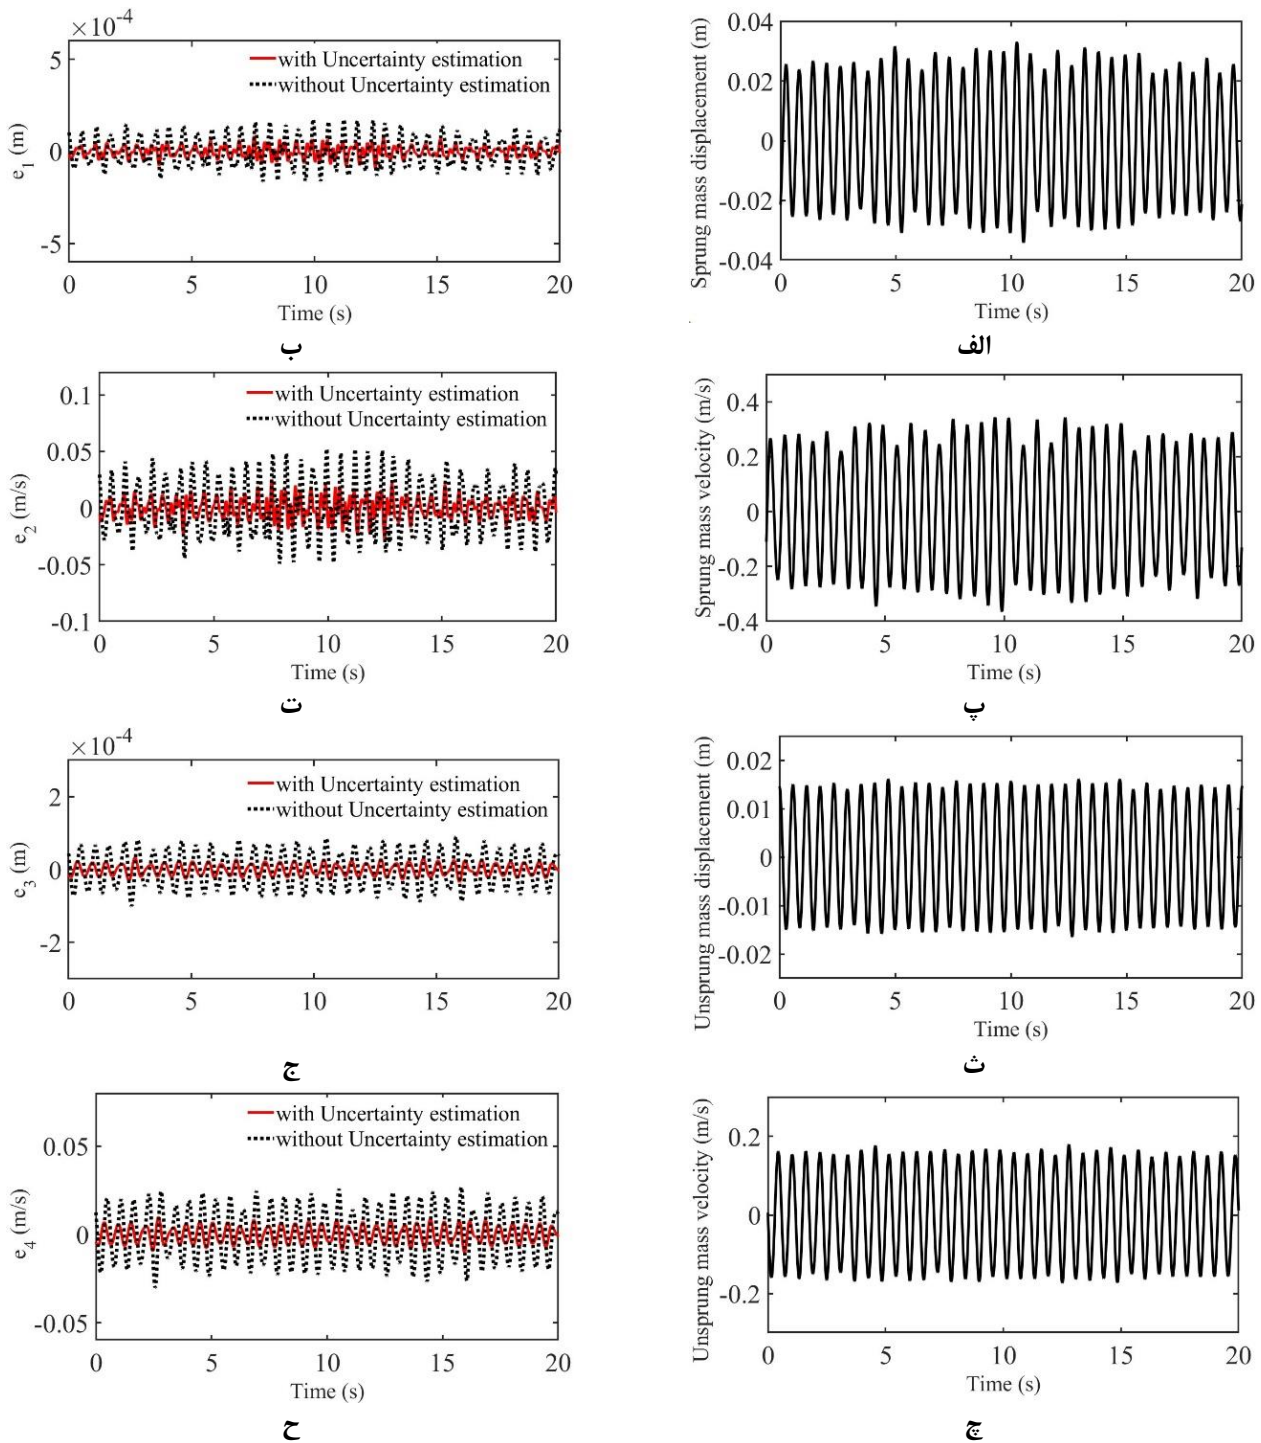 0.04
0.02
0
-0.02
-0.04
Sprung mass displacement (m)
0 5 10 15 20
Time (s)
الف
×10-4
5
0
-5
e1 (m)
with Uncertainty estimation
without Uncertainty estimation
0 5 10 15 20
Time (s)
ب
0.4
0.2
0
-0.2
-0.4
Sprung mass velocity (m/s)
0 5 10 15 20
Time (s)
پ
0.1
0.05
0
-0.05
-0.1
e2 (m/s)
with Uncertainty estimation
without Uncertainty estimation
0 5 10 15 20
Time (s)
ت
0.02
0.01
0
-0.01
-0.02
Unsprung mass displacement (m)
0 5 10 15 20
Time (s)
ث
×10-4
2
0
-2
e3 (m)
with Uncertainty estimation
without Uncertainty estimation
0 5 10 15 20
Time (s)
ج
0.2
0
-0.2
Unsprung mass velocity (m/s)
0 5 10 15 20
Time (s)
چ
0.05
0
-0.05
e4 (m/s)
with Uncertainty estimation
without Uncertainty estimation
0 5 10 15 20
Time (s)
ح